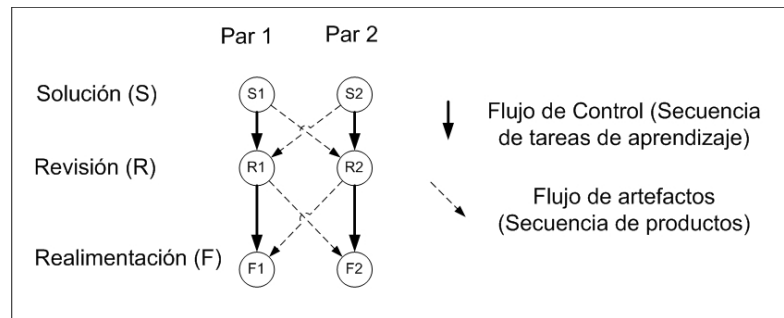 Par 1 Par 2
Solución (S)
S1 S2
Flujo de Control (Secuencia
de tareas de aprendizaje)
Revisión (R)
R1 R2
Flujo de artefactos
(Secuencia de productos)
Realimentación (F)
F1 F2